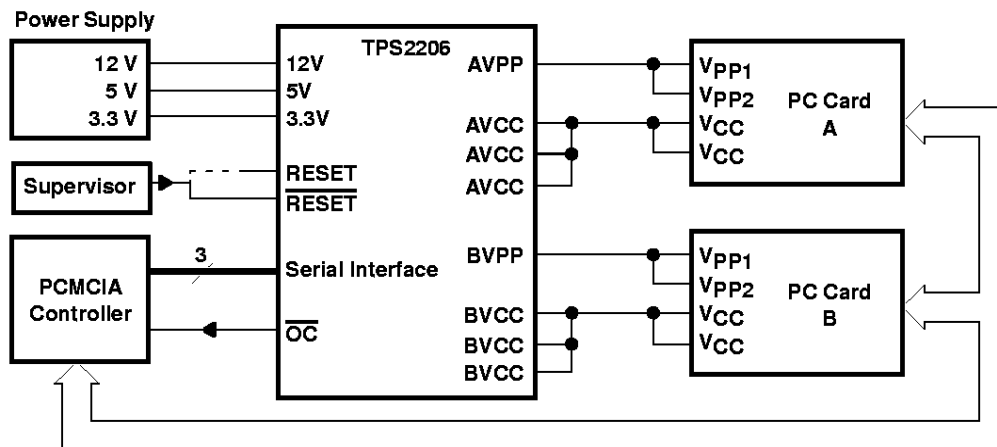 Power Supply
12 V
5 V
3.3 V
Supervisor
PCMCIA
Controller
3
TPS2206
12V
5V
3.3V
RESET
RESET
Serial Interface
OC
AVPP
AVCC
AVCC
AVCC
BVPP
BVCC
BVCC
BVCC
VPP1
VPP2
VCC
VCC
PC Card
A
VPP1
VPP2
VCC
VCC
PC Card
B